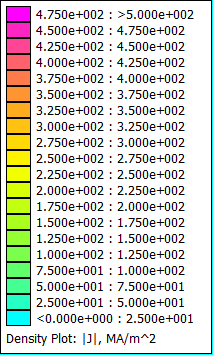 4.750e+002 : >5.000e+002
4.500e+002 : 4.750e+002
4.250e+002 : 4.500e+002
4.000e+002 : 4.250e+002
3.750e+002 : 4.000e+002
3.500e+002 : 3.750e+002
3.250e+002 : 3.500e+002
3.000e+002 : 3.250e+002
2.750e+002 : 3.000e+002
2.500e+002 : 2.750e+002
2.250e+002 : 2.500e+002
2.000e+002 : 2.250e+002
1.750e+002 : 2.000e+002
1.500e+002 : 1.750e+002
1.250e+002 : 1.500e+002
1.000e+002 : 1.250e+002
7.500e+001 : 1.000e+002
5.000e+001 : 7.500e+001
2.500e+001 : 5.000e+001
<0.000e+000 : 2.500e+001
Density Plot: |J|, MA/m^2